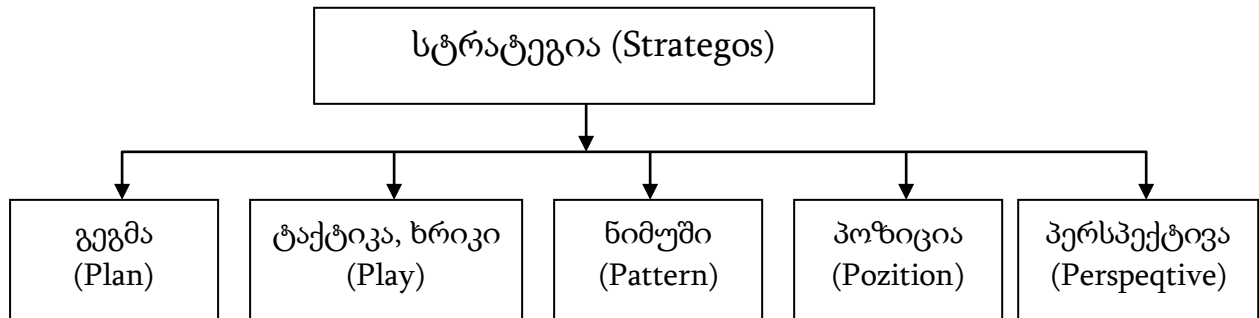 სტრატეგია (Strategos)
გეგმა
(Plan)
ტაქტიკა, ხრიკი
(Play)
ნიმუში
(Pattern)
პოზიცია
(Pozition)
პერსპექტივა
(Perspeqtive)